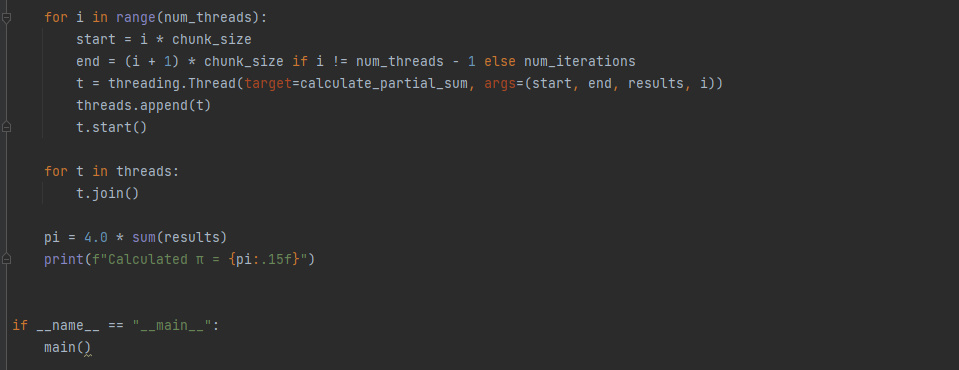 for i in range(num_threads):
start = i * chunk_size
end = (i + 1) * chunk_size if i != num_threads - 1 else num_iterations
t = threading.Thread(target=calculate_partial_sum, args=(start, end, results, i))
threads.append(t)
t.start()
for t in threads:
t.join()
pi = 4.0 * sum(results)
print(f"Calculated π = {pi:.15f}")
if __name__ == "__main__":
main()